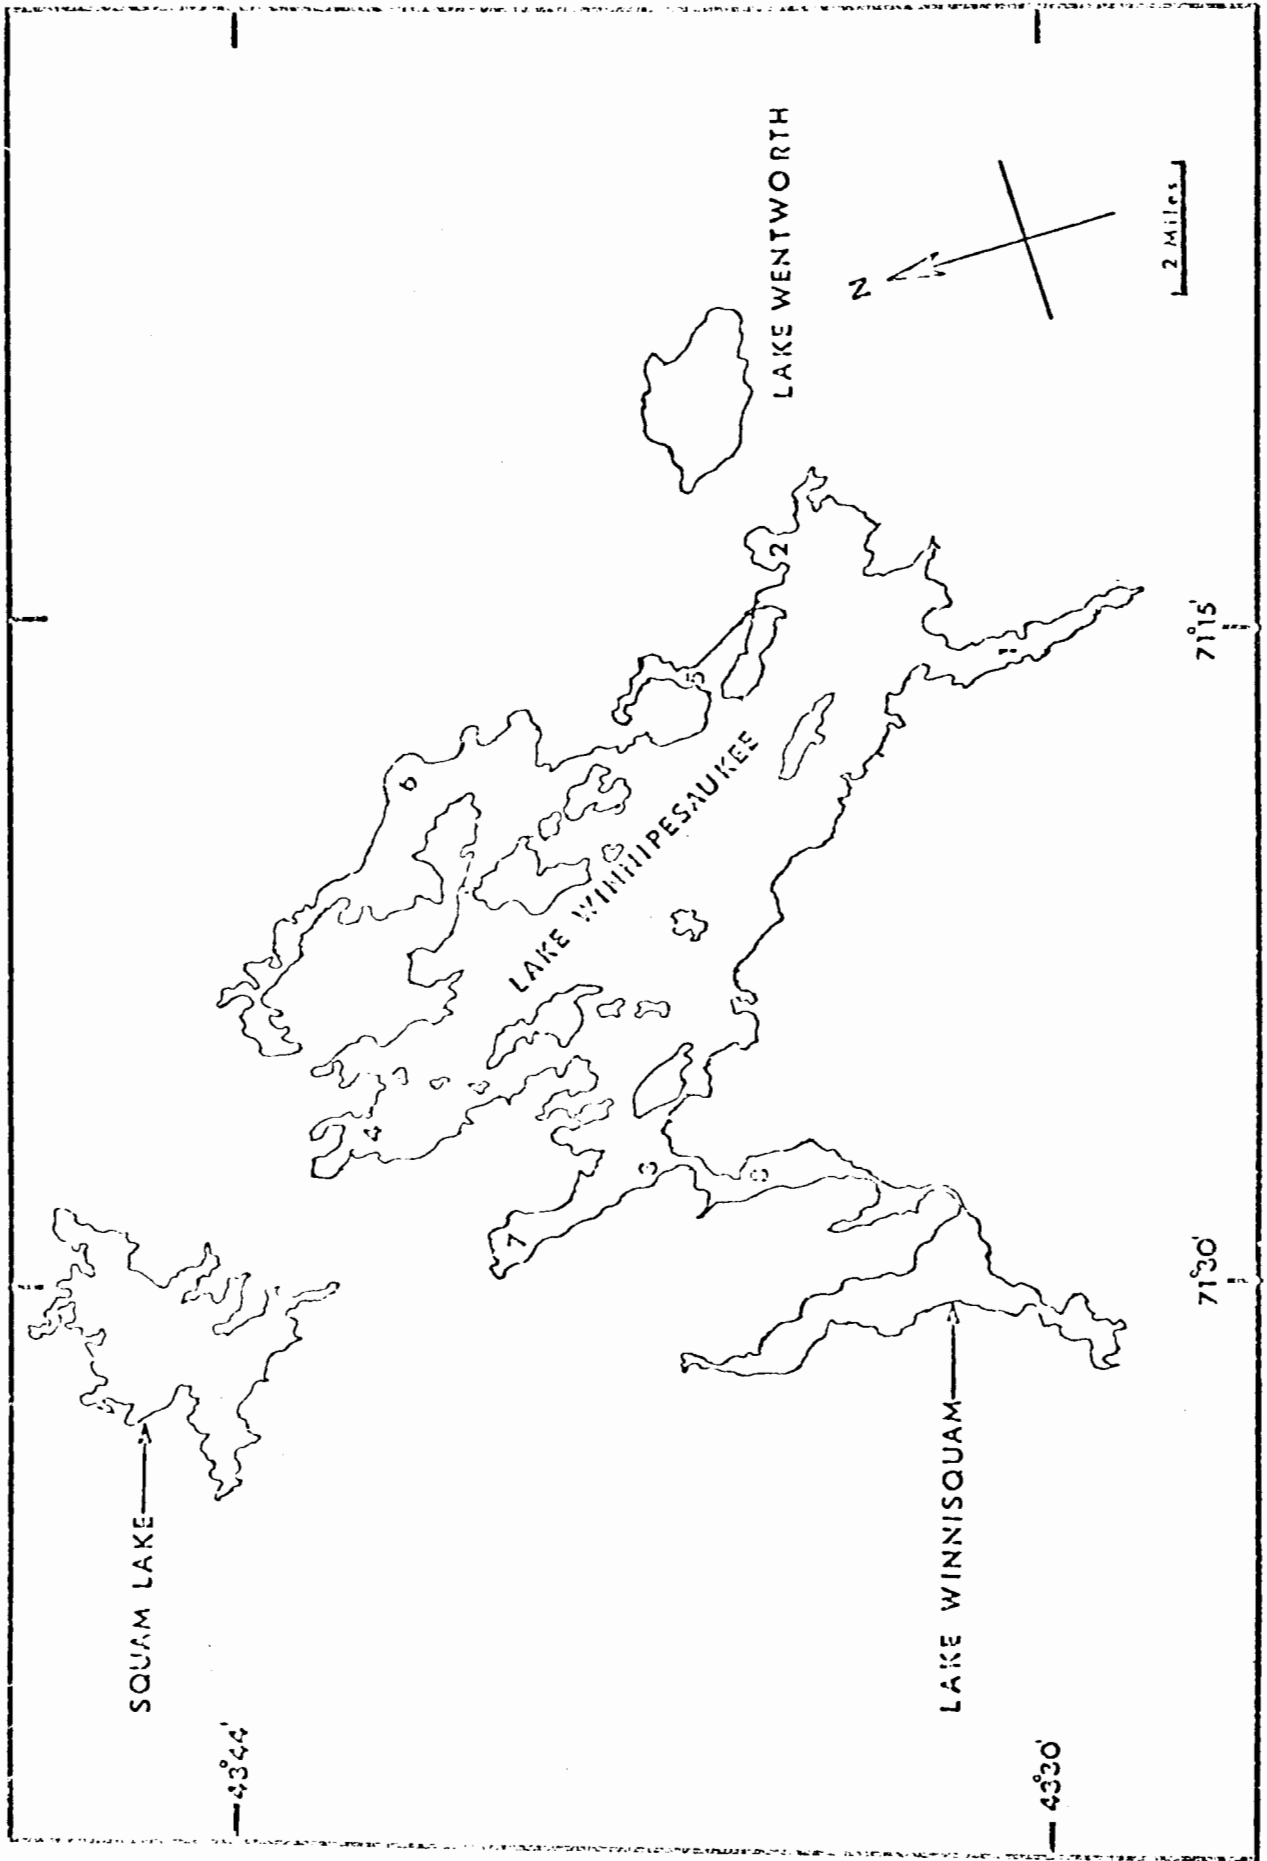 SQUAM LAKE
43°44'
LAKE WENTWORTH
N
2 Miles
LAKE WINNIPESAUKEE
6
5
2
1
4
3
8
7
71°15'
71°30'
LAKE WINNISQUAM
43°30'